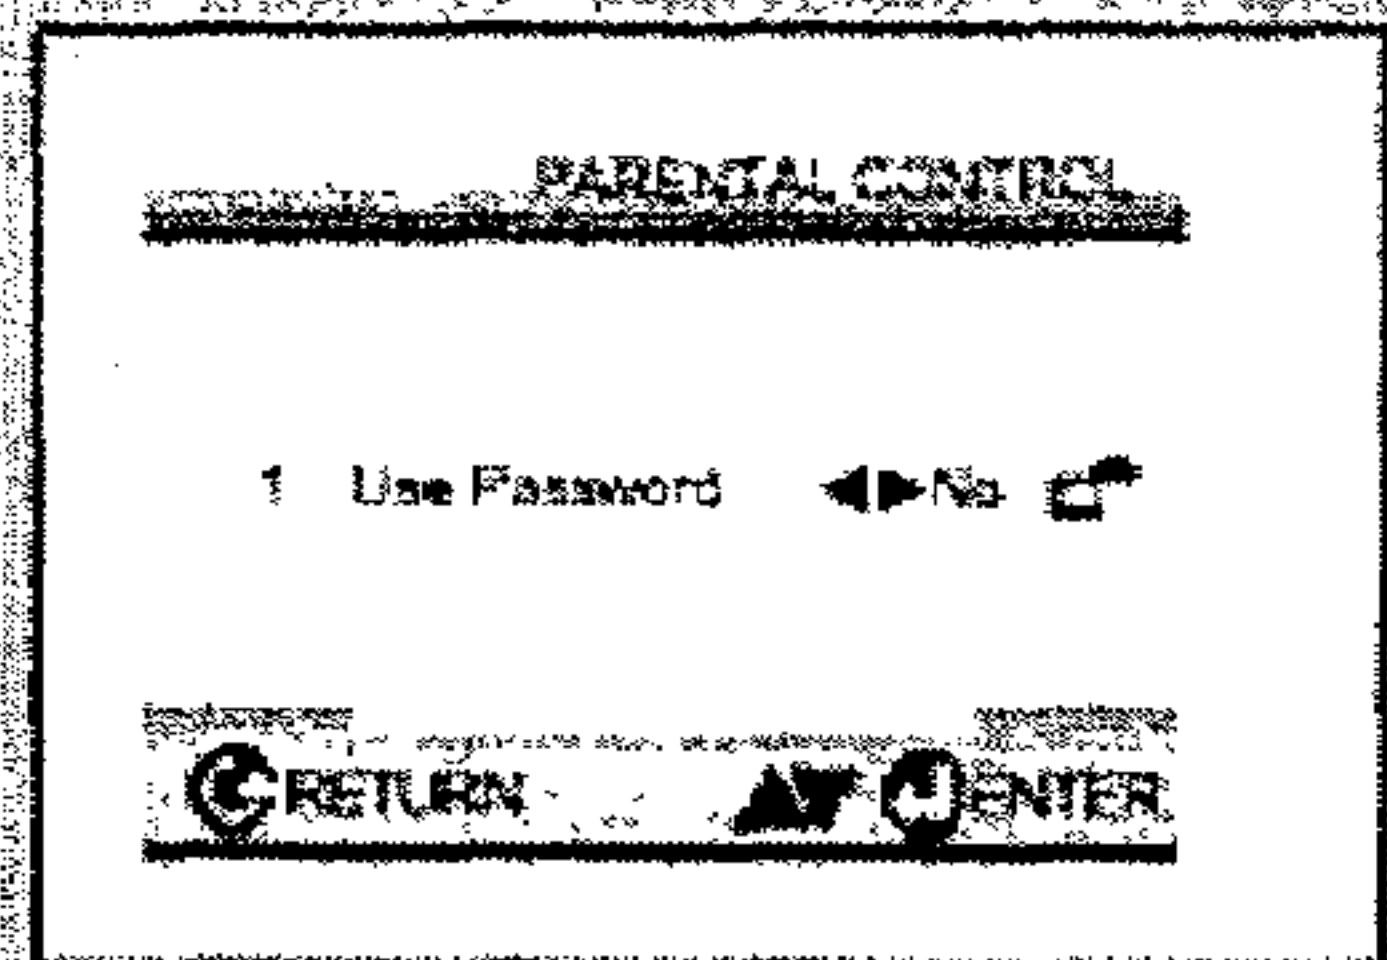 PARENTAL CONTROL
1 Use Password ◀▶ No
RETURN ▲▼ ENTER